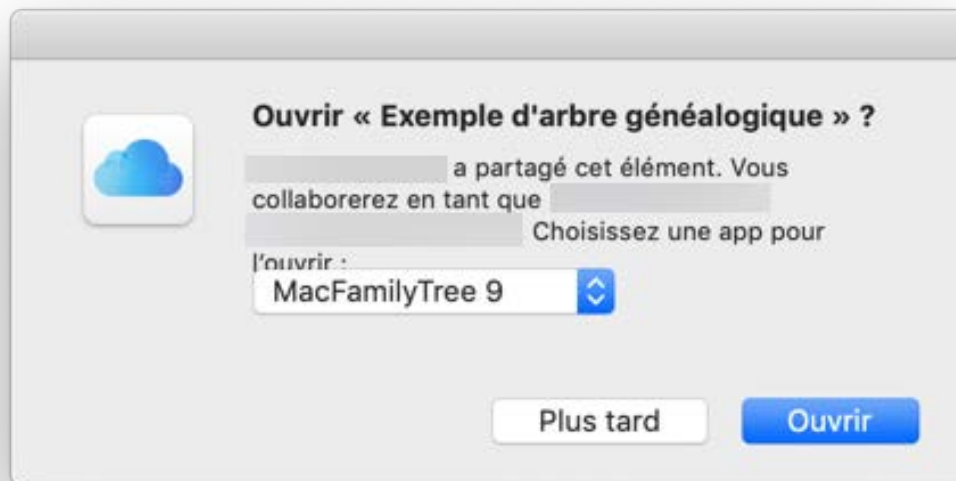 Ouvrir « Exemple d'arbre généalogique » ?
a partagé cet élément. Vous
collaborerez en tant que
Choisissez une app pour
l'ouvrir :
MacFamilyTree 9
Plus tard
Ouvrir